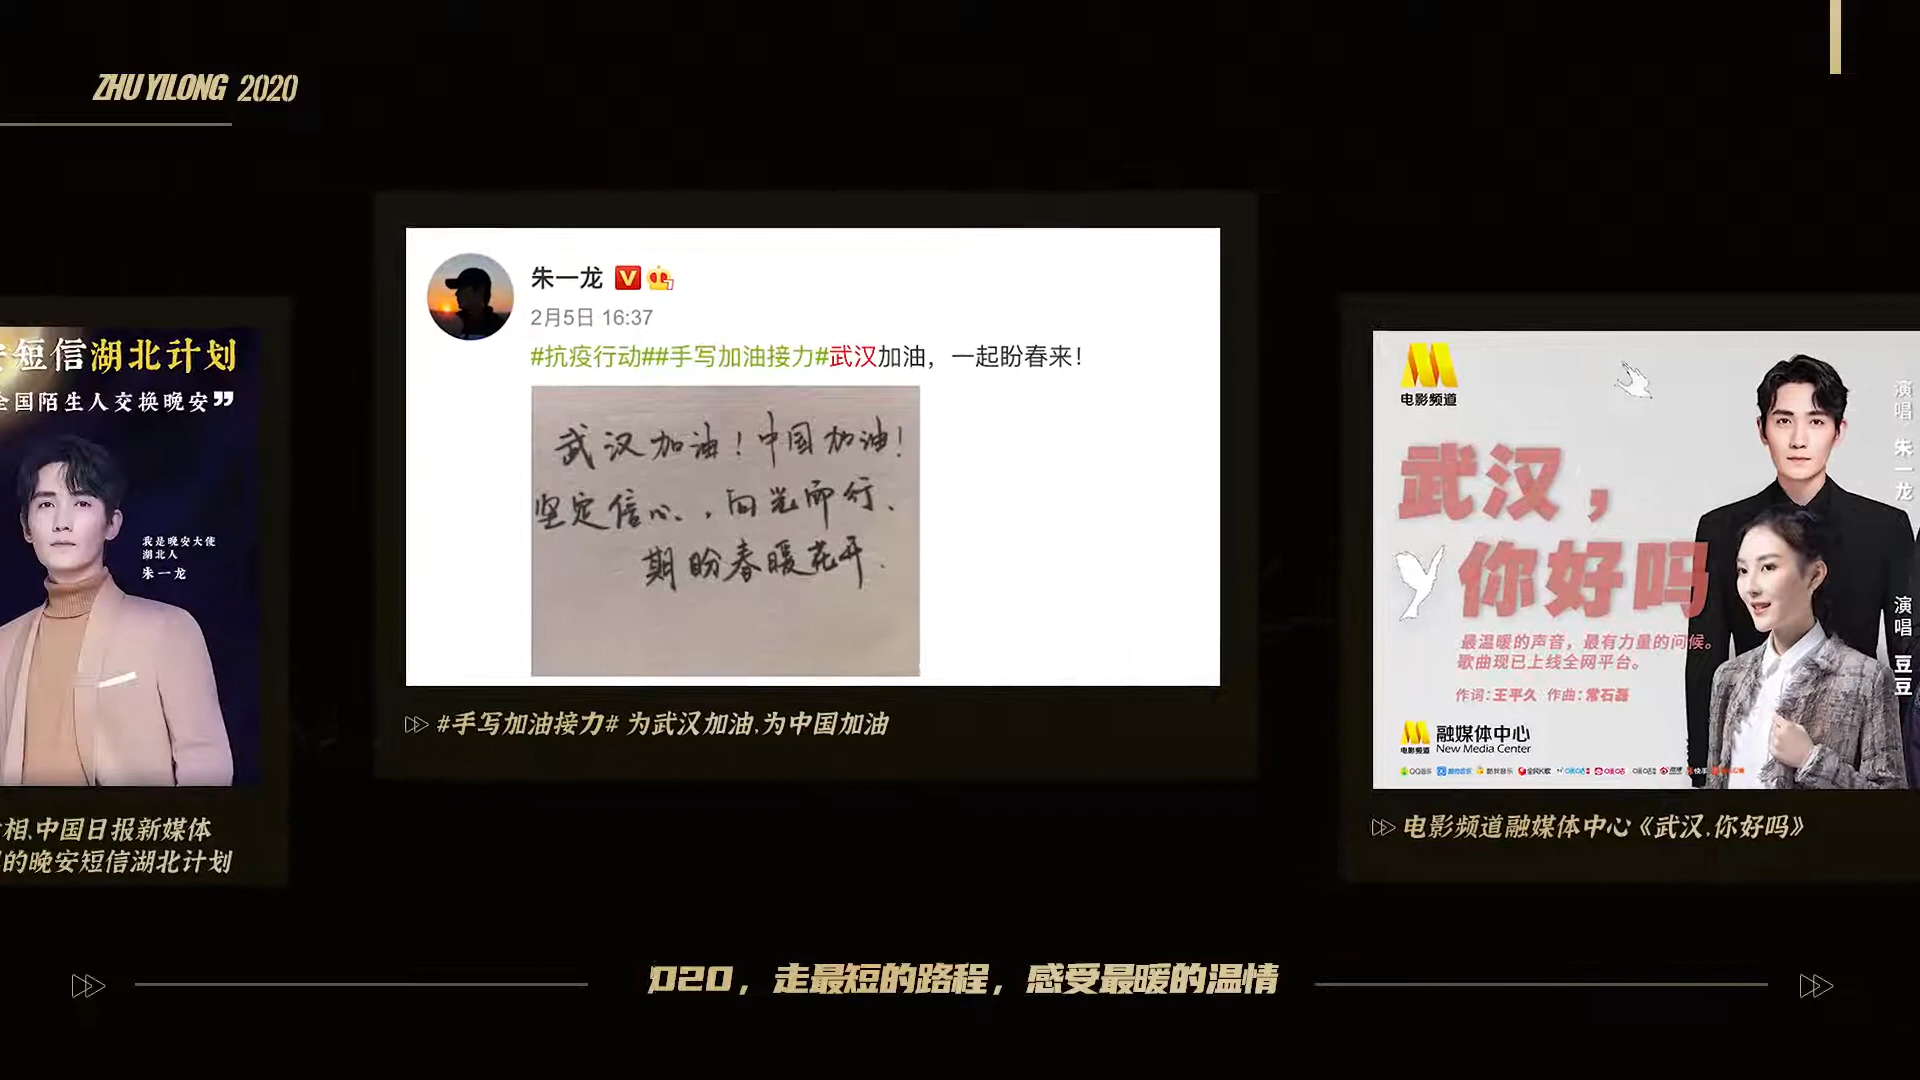 ZHU YILONG 2020
短信湖北计划
全国陌生人交换晚安”
我是晚安大使
湖北人
朱一龙
相,中国日报新媒体
的晚安短信湖北计划
朱一龙
2月5日 16:37
#抗疫行动##手写加油接力#武汉加油，一起盼春来！
武汉加油！中国加油！
坚定信心，向光而行.
期盼春暖花开.
#手写加油接力# 为武汉加油,为中国加油
电影频道
武汉，
你好吗
最温暖的声音，最有力量的问候。
歌曲现已上线全网平台。
作词：王平久 作曲：常石磊
演唱 朱一龙
演唱 豆豆
电影频道
融媒体中心
New Media Center
QQ音乐
电影频道融媒体中心《武汉,你好吗》
020，走最短的路程，感受最暖的温情